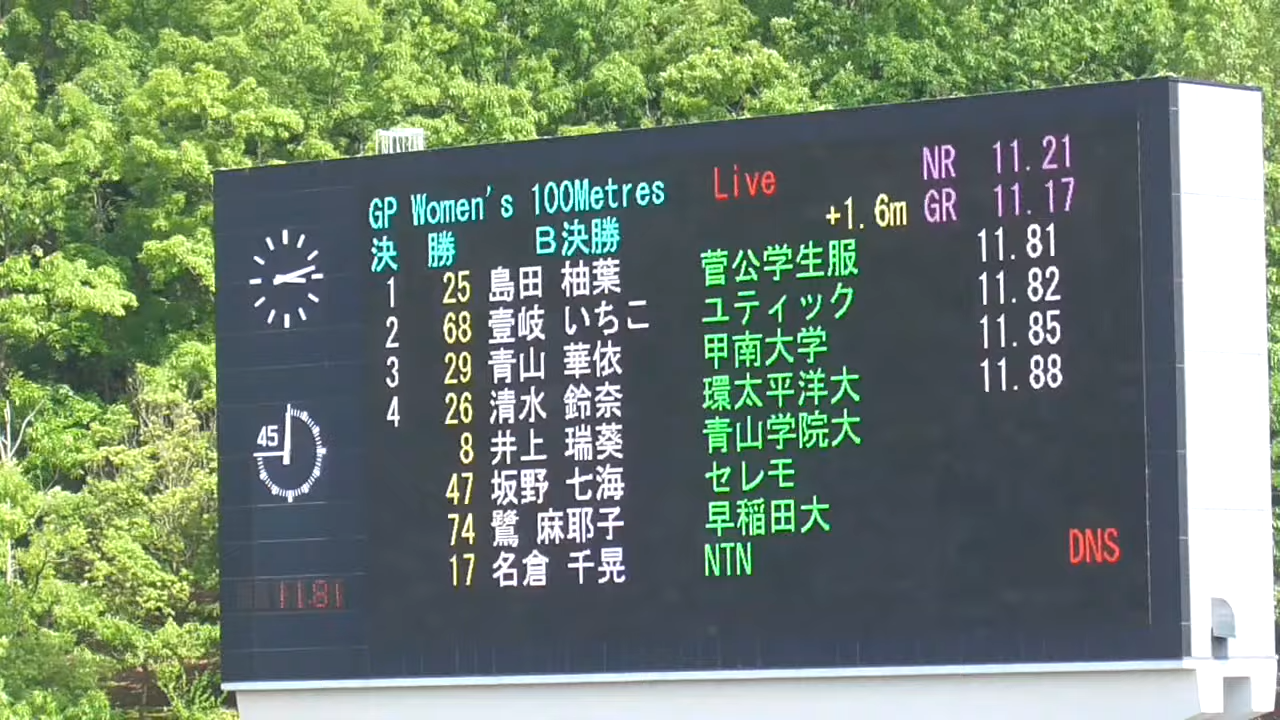 GP Women's 100Metres Live NR 11.21
決 勝 B決勝 +1.6m GR 11.17
1 25 島田 柚葉 菅公学生服 11.81
2 68 壹岐 いちこ ユティック 11.82
3 29 青山 華依 甲南大学 11.85
4 26 清水 鈴奈 環太平洋大 11.88
8 井上 瑞葵 青山学院大
47 坂野 七海 セレモ
74 鷺 麻耶子 早稲田大
17 名倉 千晃 NTN DNS
45
11.81